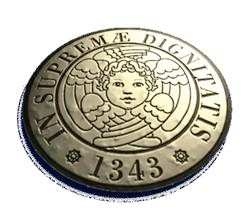 IN SUPREMÆ DIGNITATIS
1343